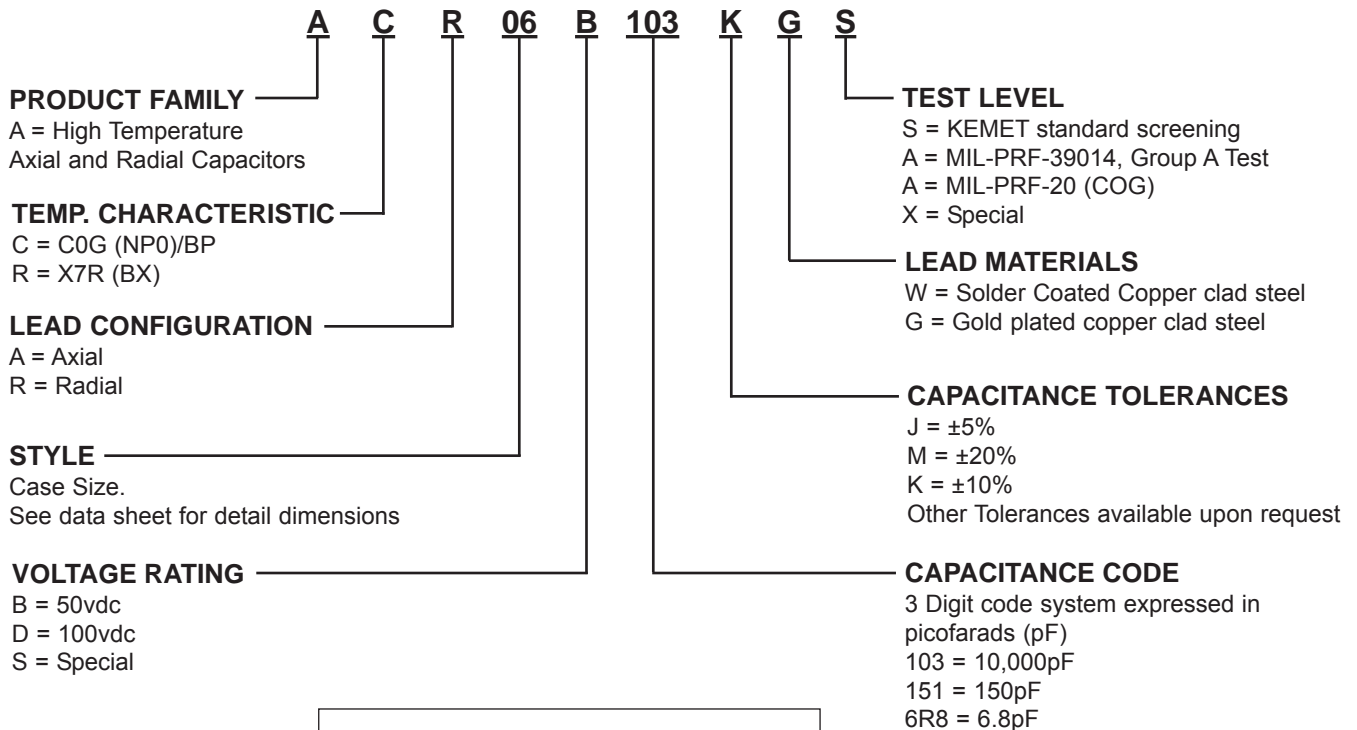 A C R 06 B 103 K G S
PRODUCT FAMILY
A = High Temperature
Axial and Radial Capacitors
TEMP. CHARACTERISTIC
C = C0G (NP0)/BP
R = X7R (BX)
LEAD CONFIGURATION
A = Axial
R = Radial
STYLE
Case Size.
See data sheet for detail dimensions
VOLTAGE RATING
B = 50vdc
D = 100vdc
S = Special
TEST LEVEL
S = KEMET standard screening
A = MIL-PRF-39014, Group A Test
A = MIL-PRF-20 (COG)
X = Special
LEAD MATERIALS
W = Solder Coated Copper clad steel
G = Gold plated copper clad steel
CAPACITANCE TOLERANCES
J = ±5%
M = ±20%
K = ±10%
Other Tolerances available upon request
CAPACITANCE CODE
3 Digit code system expressed in
picofarads (pF)
103 = 10,000pF
151 = 150pF
6R8 = 6.8pF